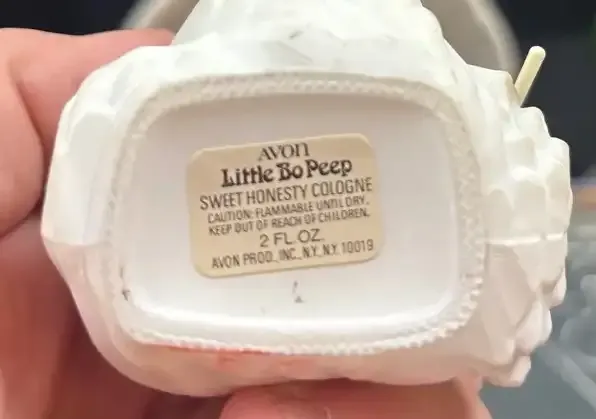 AVON
Little Bo Peep
SWEET HONESTY COLOGNE
CAUTION: FLAMMABLE UNTIL DRY.
KEEP OUT OF REACH OF CHILDREN.
2 FL. OZ.
AVON PROD., INC., N.Y., N.Y. 10019